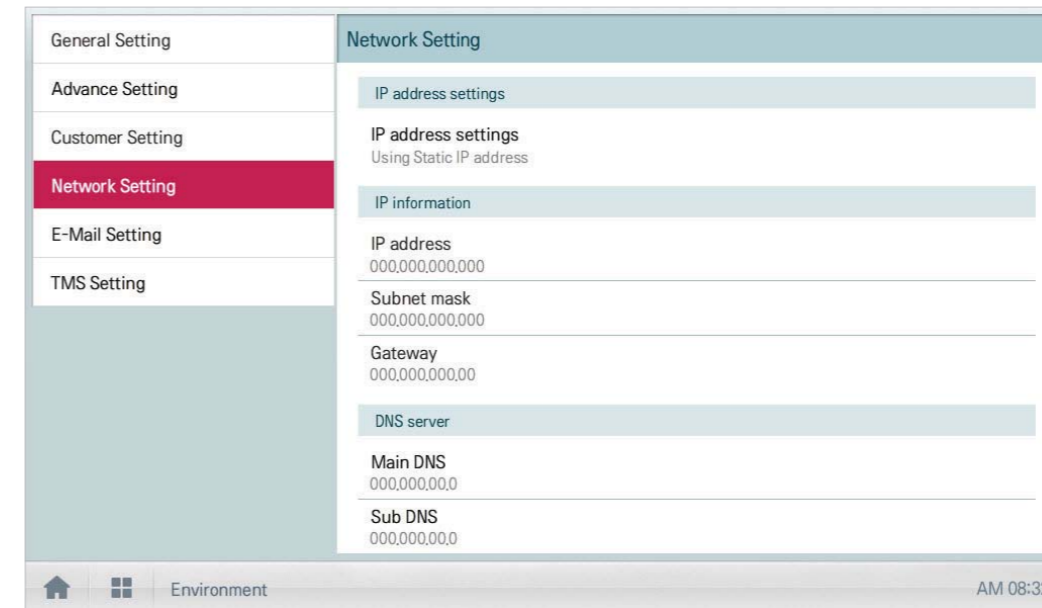 General Setting
Advance Setting
Customer Setting
Network Setting
E-Mail Setting
TMS Setting
Network Setting
IP address settings
IP address settings
Using Static IP address
IP information
IP address
000.000.000.000
Subnet mask
000.000.000.000
Gateway
000.000.000.00
DNS server
Main DNS
000.000.00.0
Sub DNS
000.000.00.0
Environment
AM